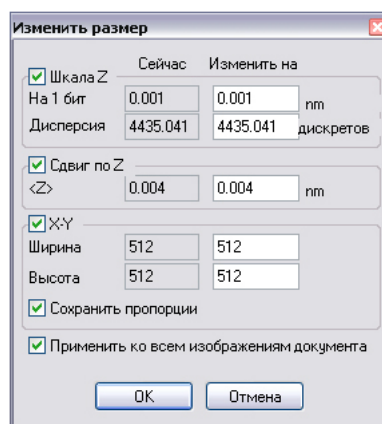 Изменить размер
Сейчас Изменить на
Шкала Z
На 1 бит 0.001 0.001 nm
Дисперсия 4435.041 4435.041 дискретов
Сдвиг по Z
<Z> 0.004 0.004 nm
X-Y
Ширина 512 512
Высота 512 512
Сохранить пропорции
Применить ко всем изображениям документа
OK Отмена